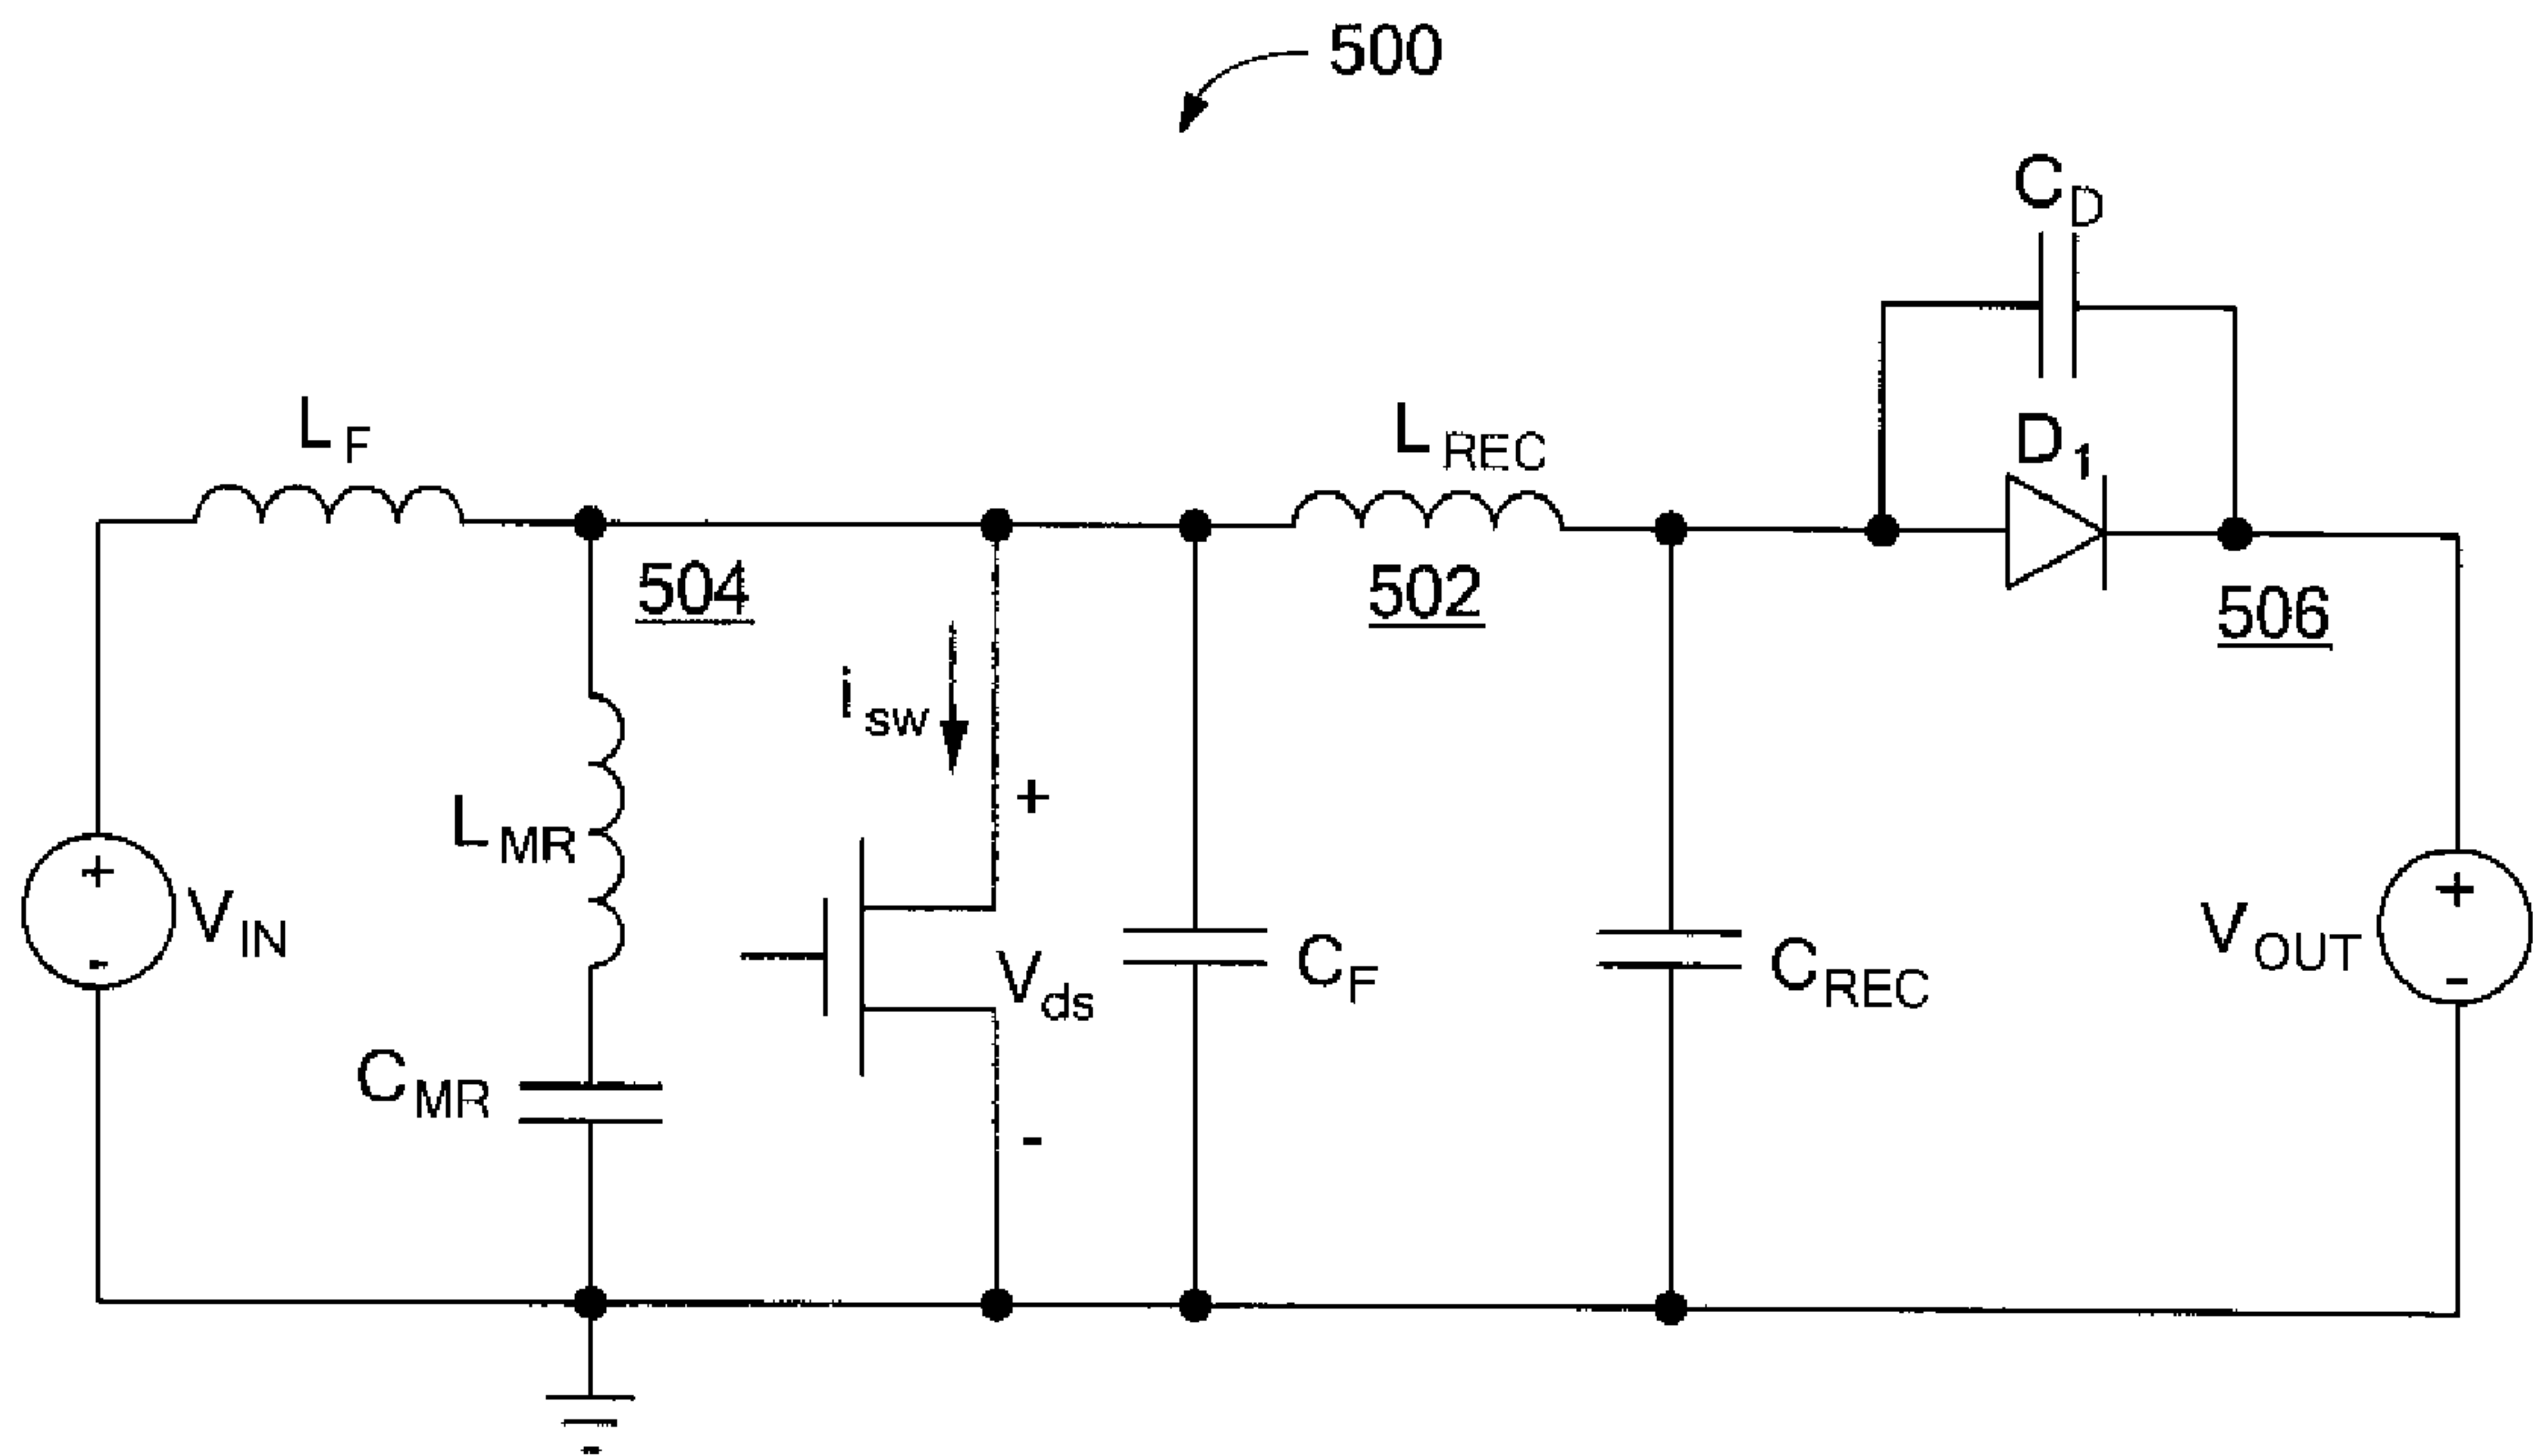 500
C_D
L_F
L_REC
D_1
504
502
506
i_sw
+
L_MR
+
V_IN
-
+
V_OUT
-
V_ds
C_F
C_REC
C_MR
-